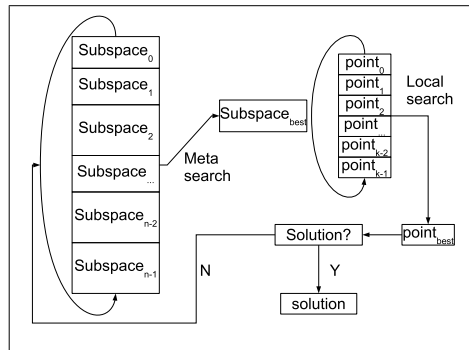 Subspace0
Subspace1
Subspace2
Subspace...
Subspacen-2
Subspacen-1
Meta
search
Subspacebest
point0
point1
point2
point...
pointk-2
pointk-1
Local
search
pointbest
Solution?
N
Y
solution